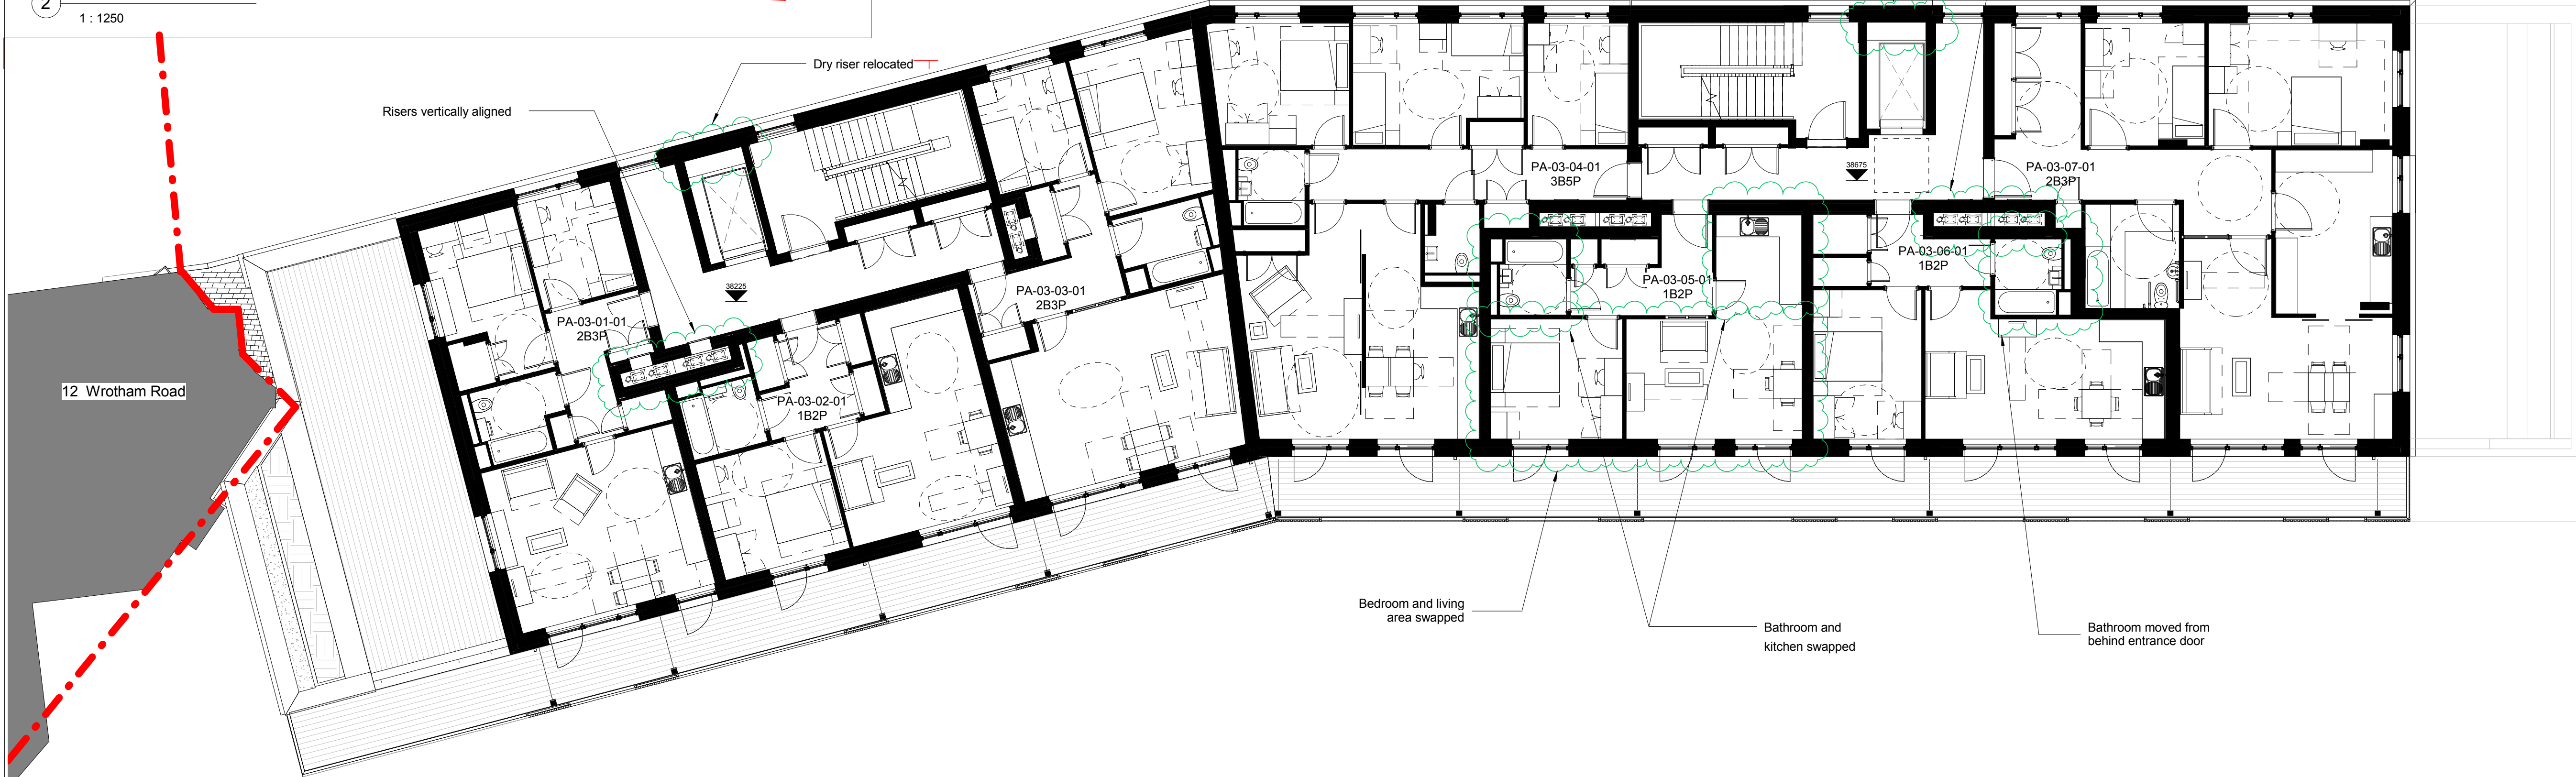 2
1 : 1250
Dry riser relocated
Risers vertically aligned
PA-03-04-01
3B5P
38675
PA-03-07-01
2B3P
PA-03-06-01
1B2P
PA-03-05-01
1B2P
PA-03-03-01
2B3P
38225
PA-03-01-01
2B3P
PA-03-02-01
1B2P
12 Wrotham Road
Bedroom and living
area swapped
Bathroom and
kitchen swapped
Bathroom moved from
behind entrance door